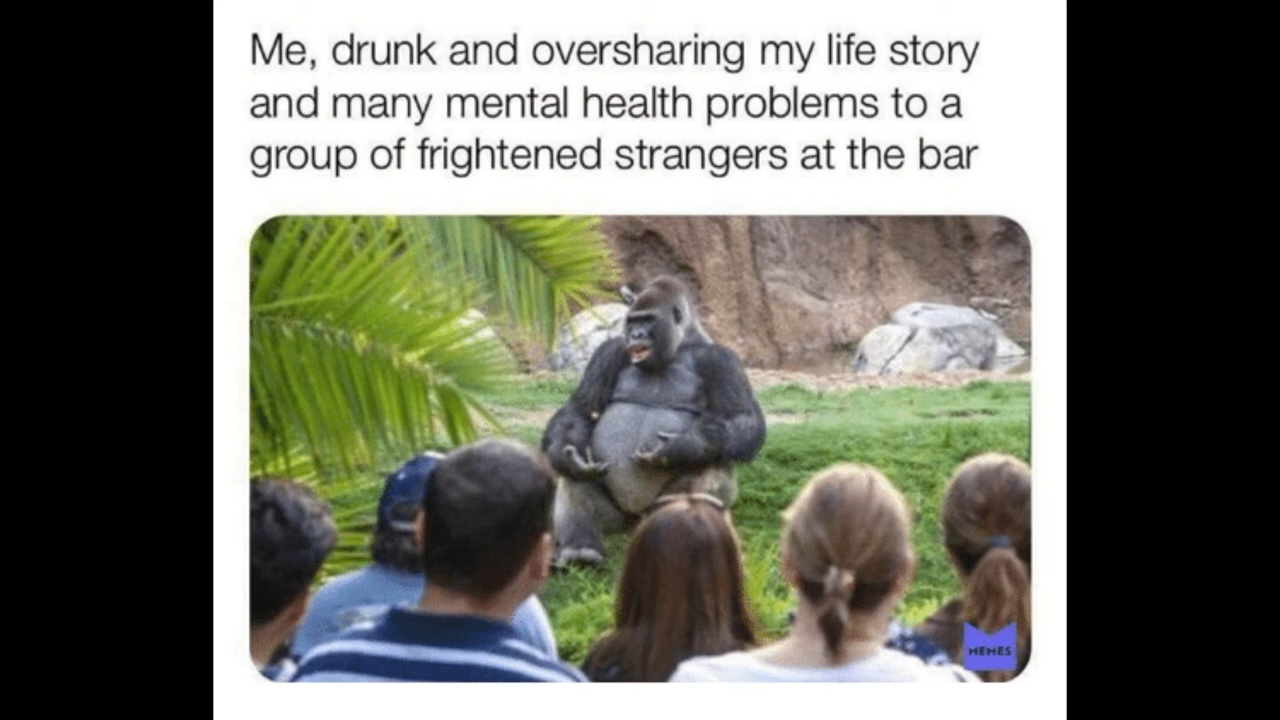 Me, drunk and oversharing my life story
and many mental health problems to a
group of frightened strangers at the bar
MEMES